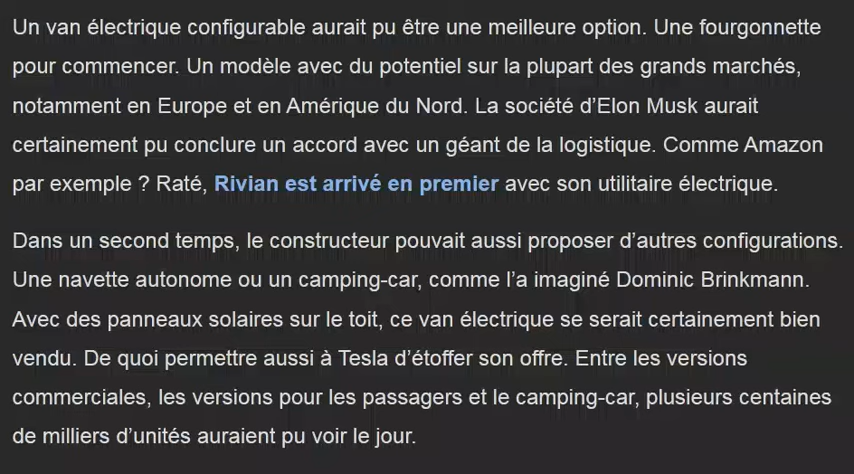 Un van électrique configurable aurait pu être une meilleure option. Une fourgonnette
pour commencer. Un modèle avec du potentiel sur la plupart des grands marchés,
notamment en Europe et en Amérique du Nord. La société d’Elon Musk aurait
certainement pu conclure un accord avec un géant de la logistique. Comme Amazon
par exemple ? Raté, Rivian est arrivé en premier avec son utilitaire électrique.
Dans un second temps, le constructeur pouvait aussi proposer d’autres configurations.
Une navette autonome ou un camping-car, comme l’a imaginé Dominic Brinkmann.
Avec des panneaux solaires sur le toit, ce van électrique se serait certainement bien
vendu. De quoi permettre aussi à Tesla d’étoffer son offre. Entre les versions
commerciales, les versions pour les passagers et le camping-car, plusieurs centaines
de milliers d’unités auraient pu voir le jour.